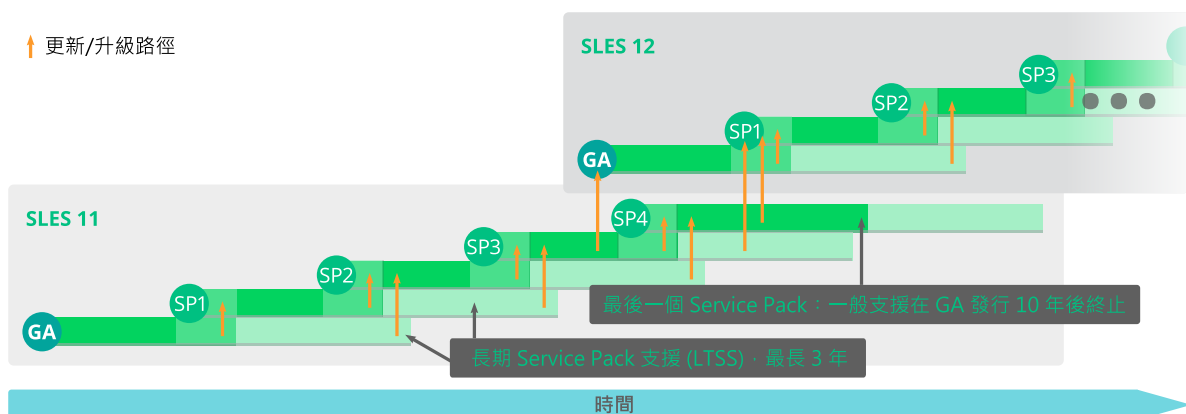 更新/升級路徑
SLES 12
SP3
SP2
SP1
GA
SLES 11
SP4
SP3
SP2
SP1
GA
最後一個 Service Pack：一般支援在 GA 發行 10 年後終止
長期 Service Pack 支援 (LTSS)，最長 3 年
時間